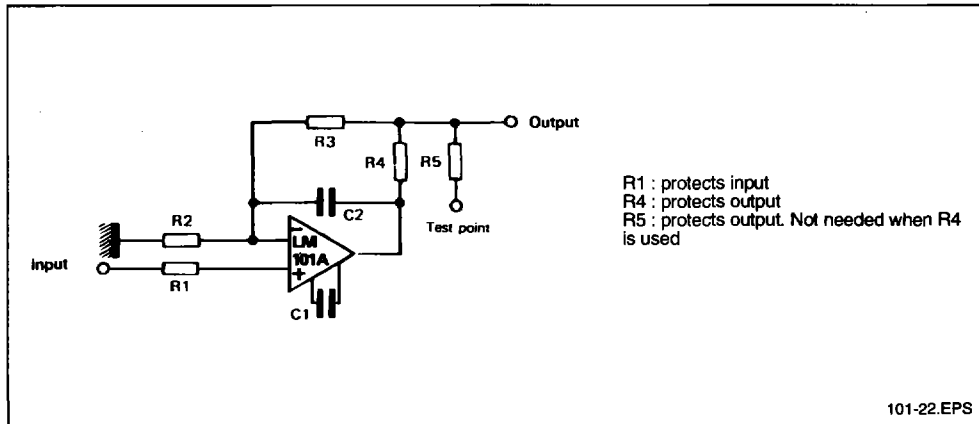 R3
Output
R4
R5
C2
Test point
R2
LM
101A
Input
R1
C1
R1 : protects input
R4 : protects output
R5 : protects output. Not needed when R4
is used
101-22.EPS